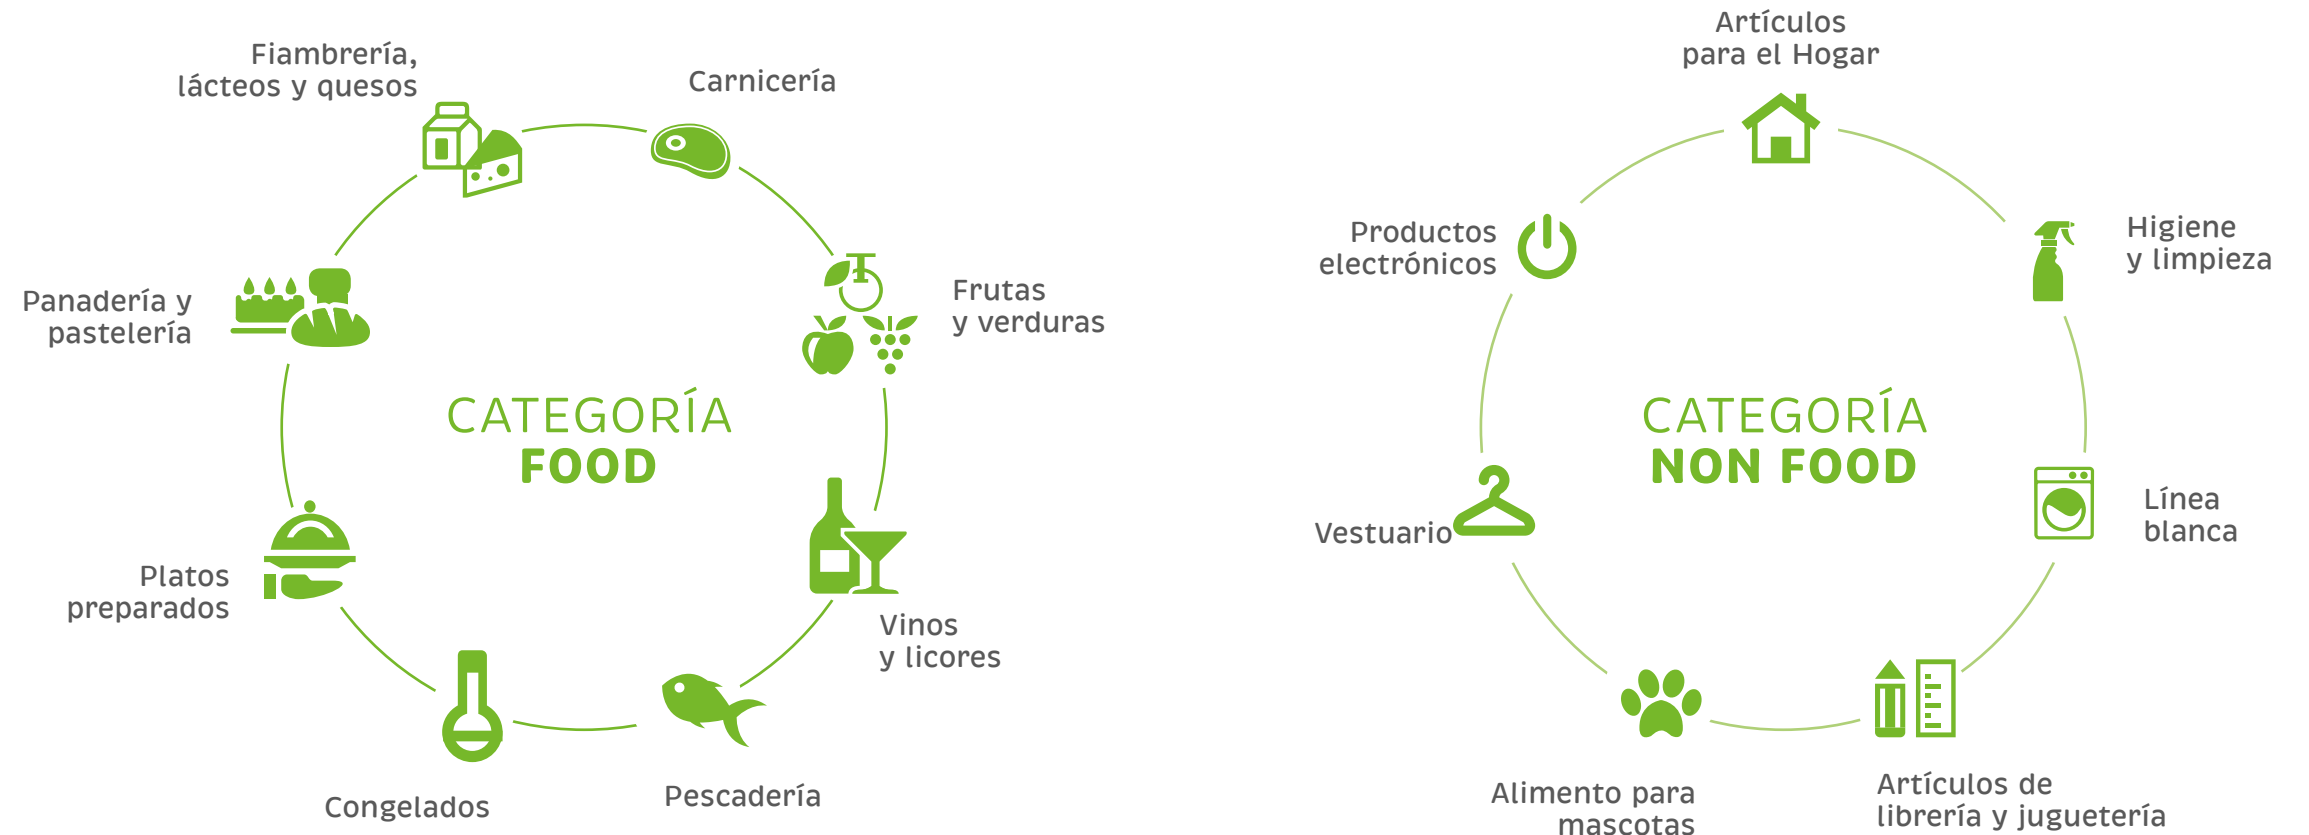 Fiambrería,
lácteos y quesos
Carnicería
Frutas
y verduras
Vinos
y licores
Pescadería
Congelados
Platos
preparados
Panadería y
pastelería
CATEGORÍA
FOOD
Artículos
para el Hogar
Higiene
y limpieza
Línea
blanca
Artículos de
librería y juguetería
Alimento para
mascotas
Vestuario
Productos
electrónicos
CATEGORÍA
NON FOOD